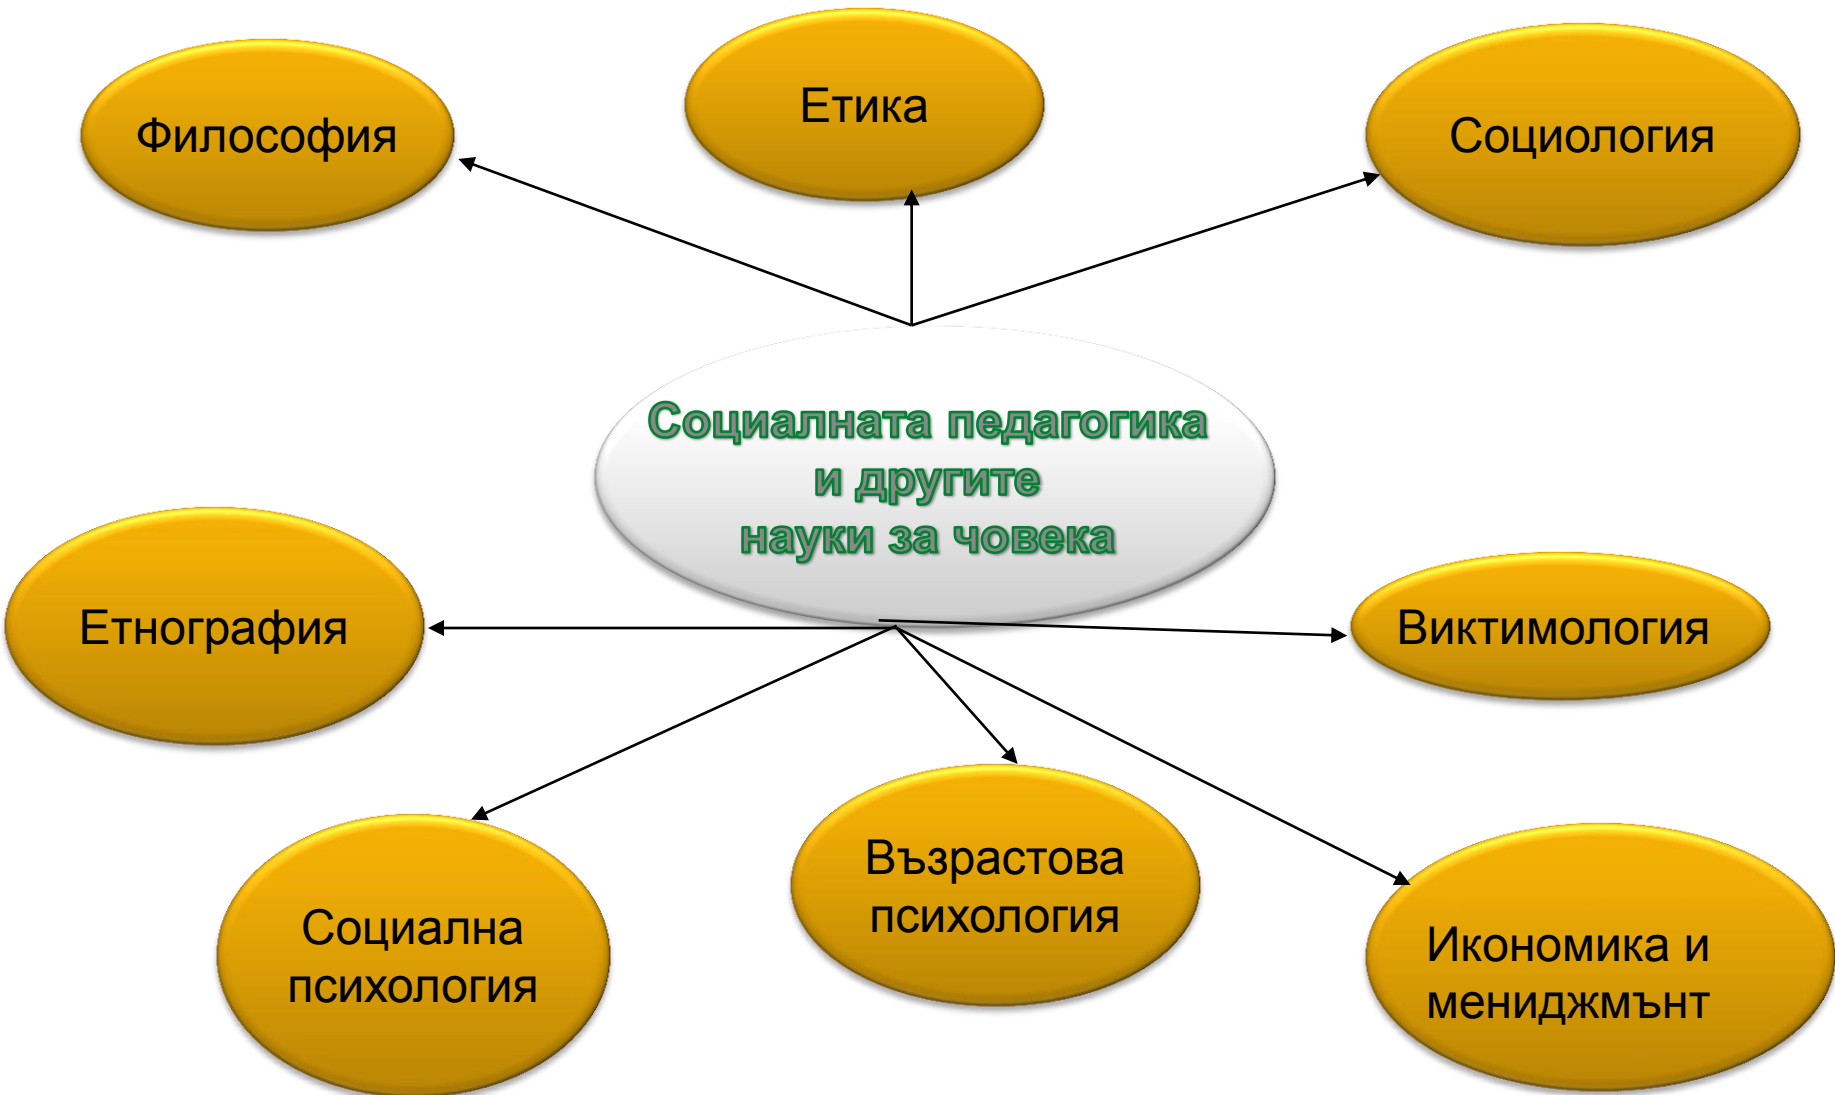 Философия
Етика
Социология
Социалната педагогика
и другите
науки за човека
Етнография
Виктимология
Социална
психология
Възрастова
психология
Икономика и
мениджмънт